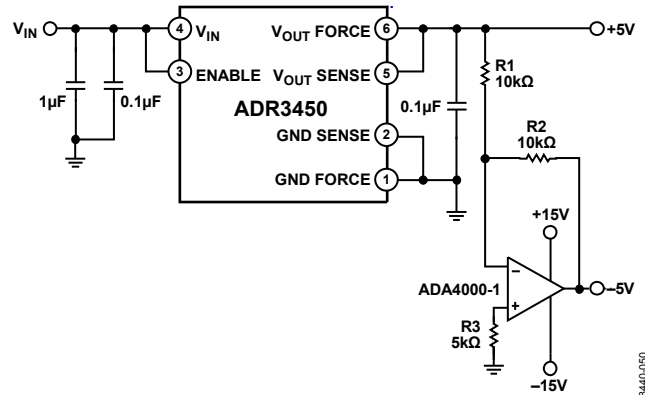 VIN
4
VIN
VOUT FORCE
6
+5V
3
ENABLE
VOUT SENSE
5
R1
10kΩ
1µF
0.1µF
ADR3450
0.1µF
GND SENSE
2
R2
10kΩ
GND FORCE
1
+15V
ADA4000-1
–
+
–5V
R3
5kΩ
–15V